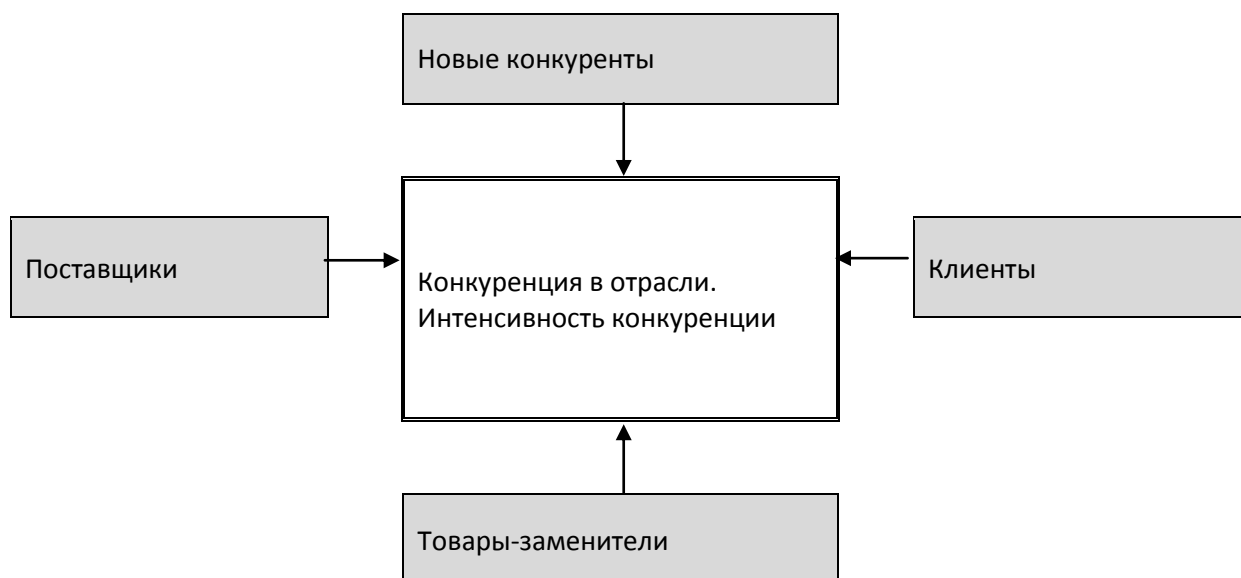 Новые конкуренты
Поставщики
Конкуренция в отрасли.
Интенсивность конкуренции
Клиенты
Товары-заменители